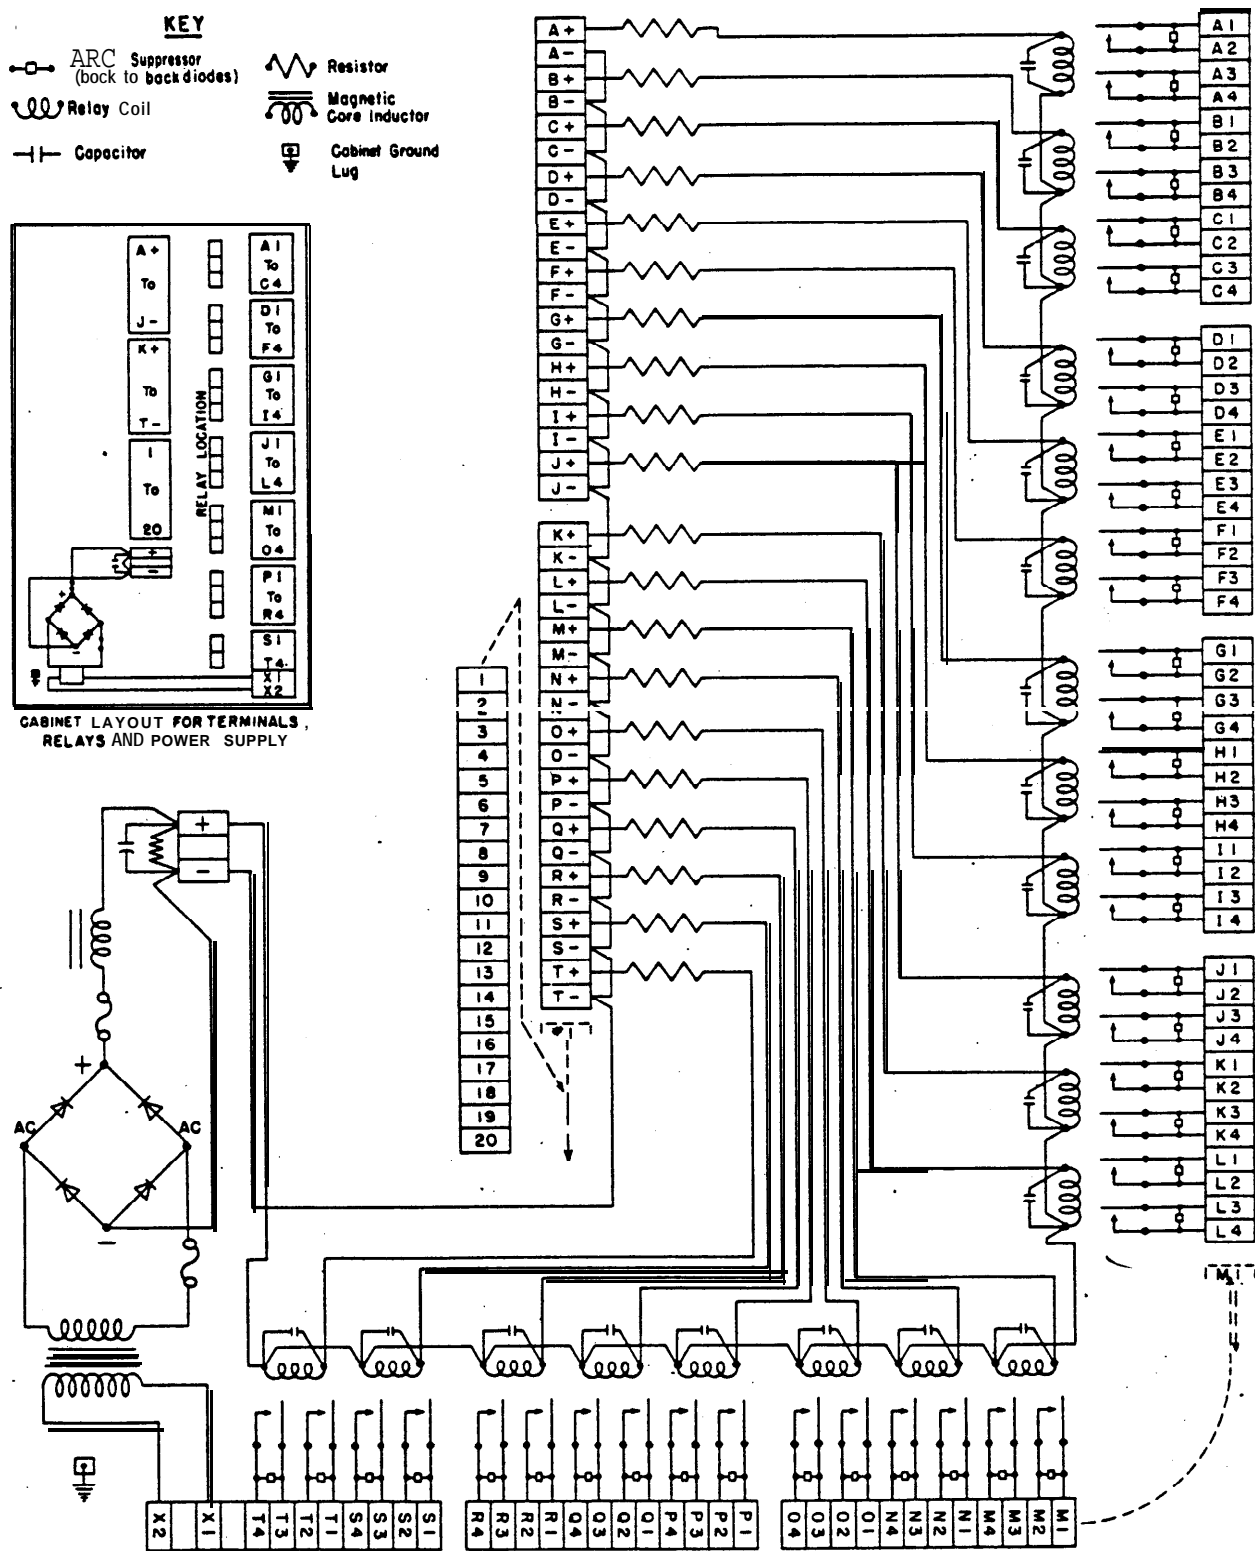 KEY
ARC Suppressor
(bock to back diodes)
Relay Coil
Capacitor
Resistor
Magnetic
Core Inductor
Cabinet Ground
Lug
A+
To
J-
K+
To
T-
1
To
20
+
-
RELAY LOCATION
A1
To
C4
D1
To
F4
G1
To
I4
J1
To
L4
M1
To
O4
P1
To
R4
S1
T4
X1
X2
+
-
CABINET LAYOUT FOR TERMINALS,
RELAYS AND POWER SUPPLY
A+
A-
B+
B-
C+
C-
D+
D-
E+
E-
F+
F-
G+
G-
H+
H-
I+
I-
J+
J-
K+
K-
L+
L-
M+
M-
N+
N-
O+
O-
P+
P-
Q+
Q-
R+
R-
S+
S-
T+
T-
1
2
3
4
5
6
7
8
9
10
11
12
13
14
15
16
17
18
19
20
A1
A2
A3
A4
B1
B2
B3
B4
C1
C2
C3
C4
D1
D2
D3
D4
E1
E2
E3
E4
F1
F2
F3
F4
G1
G2
G3
G4
H1
H2
H3
H4
I1
I2
I3
I4
J1
J2
J3
J4
K1
K2
K3
K4
L1
L2
L3
L4
M1
+
-
+
AC
AC
-
X2
X1
T4
T3
T2
T1
S4
S3
S2
S1
R4
R3
R2
R1
Q4
Q3
Q2
Q1
P4
P3
P2
P1
O4
O3
O2
O1
N4
N3
N2
N1
M4
M3
M2
M1